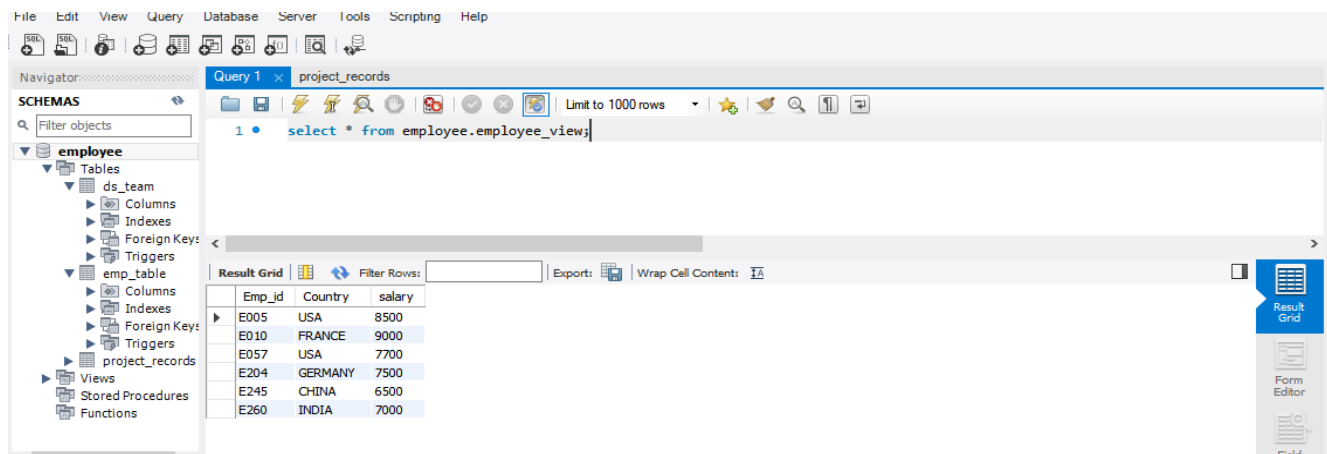 File Edit View Query Database Server Tools Scripting Help
SQL SQL
Navigator
Query 1 × project_records
SCHEMAS
Limit to 1000 rows
Filter objects
1 select * from employee.employee_view;
employee
Tables
ds_team
Columns
Indexes
Foreign Keys
Triggers
emp_table
Columns
Indexes
Foreign Keys
Triggers
project_records
Views
Stored Procedures
Functions
Result Grid Filter Rows: Export: Wrap Cell Content: IA
Emp_id Country salary
E005 USA 8500
E010 FRANCE 9000
E057 USA 7700
E204 GERMANY 7500
E245 CHINA 6500
E260 INDIA 7000
Result
Grid
Form
Editor
Field